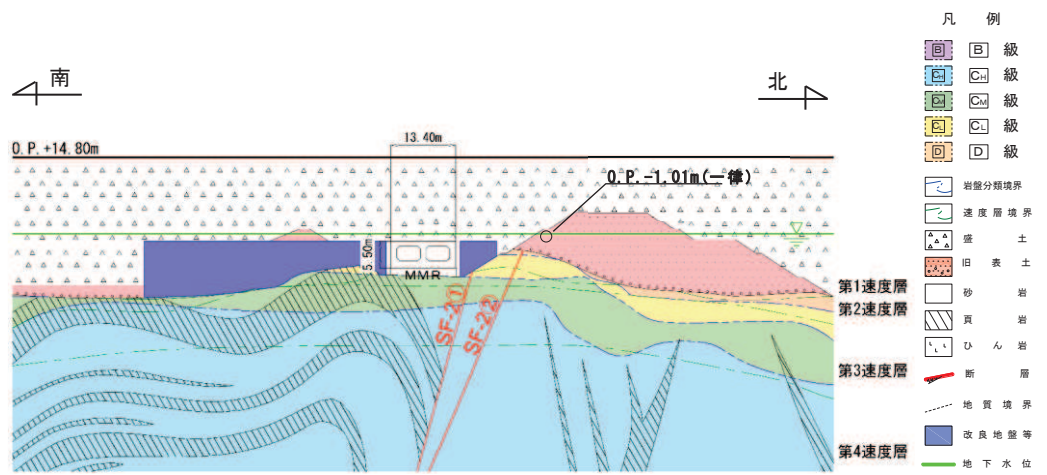 南
北
13.40m
O.P.+14.80m
O.P.-1.01m(一律)
5.50m
MMR
SF-2(1)
SF-2(2)
第1速度層
第2速度層
第3速度層
第4速度層
凡 例
B B 級
CH CH 級
CM CM 級
CL CL 級
D D 級
岩盤分類境界
速度層境界
盛 土
旧 表 土
砂 岩
頁 岩
ひ ん 岩
断 層
地 質 境 界
改 良 地 盤 等
地 下 水 位